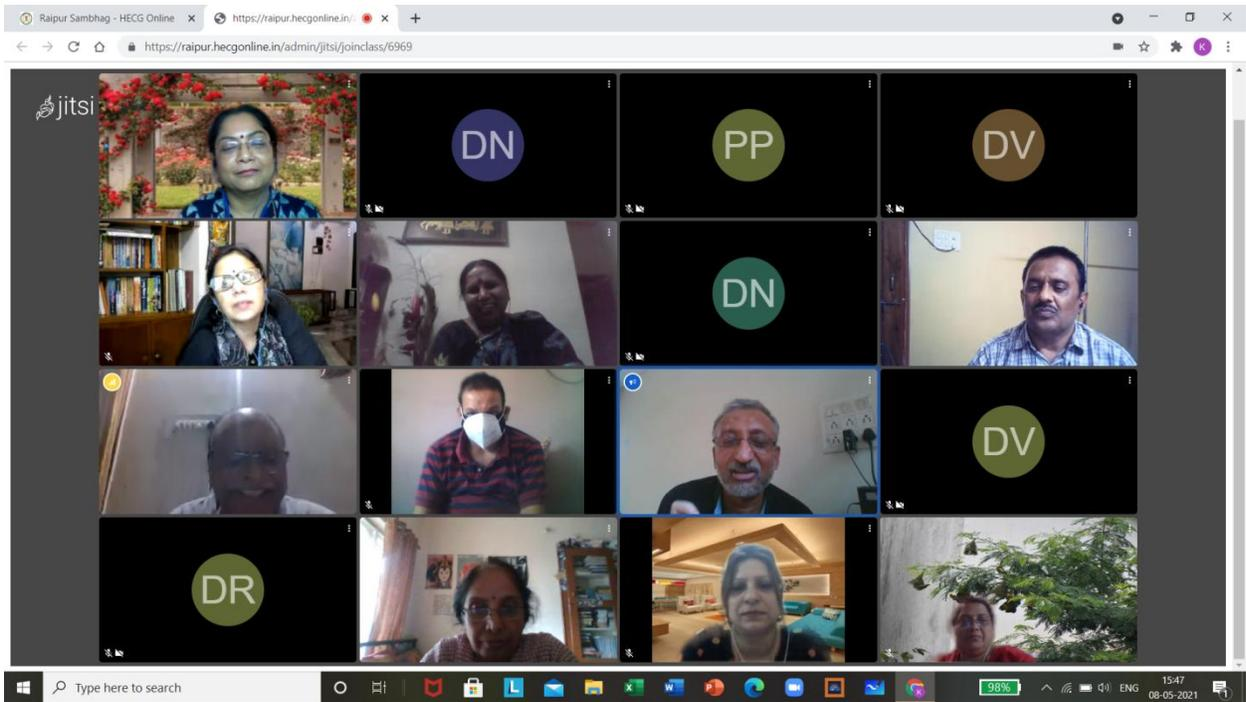 Raipur Sambhag - HECG Online
https://raipur.hecgonline.in/
https://raipur.hecgonline.in/admin/jitsi/joinclass/6969
K
jitsi
DN
PP
DV
DN
DV
DR
Type here to search
98%
ENG
15:47
08-05-2021
1